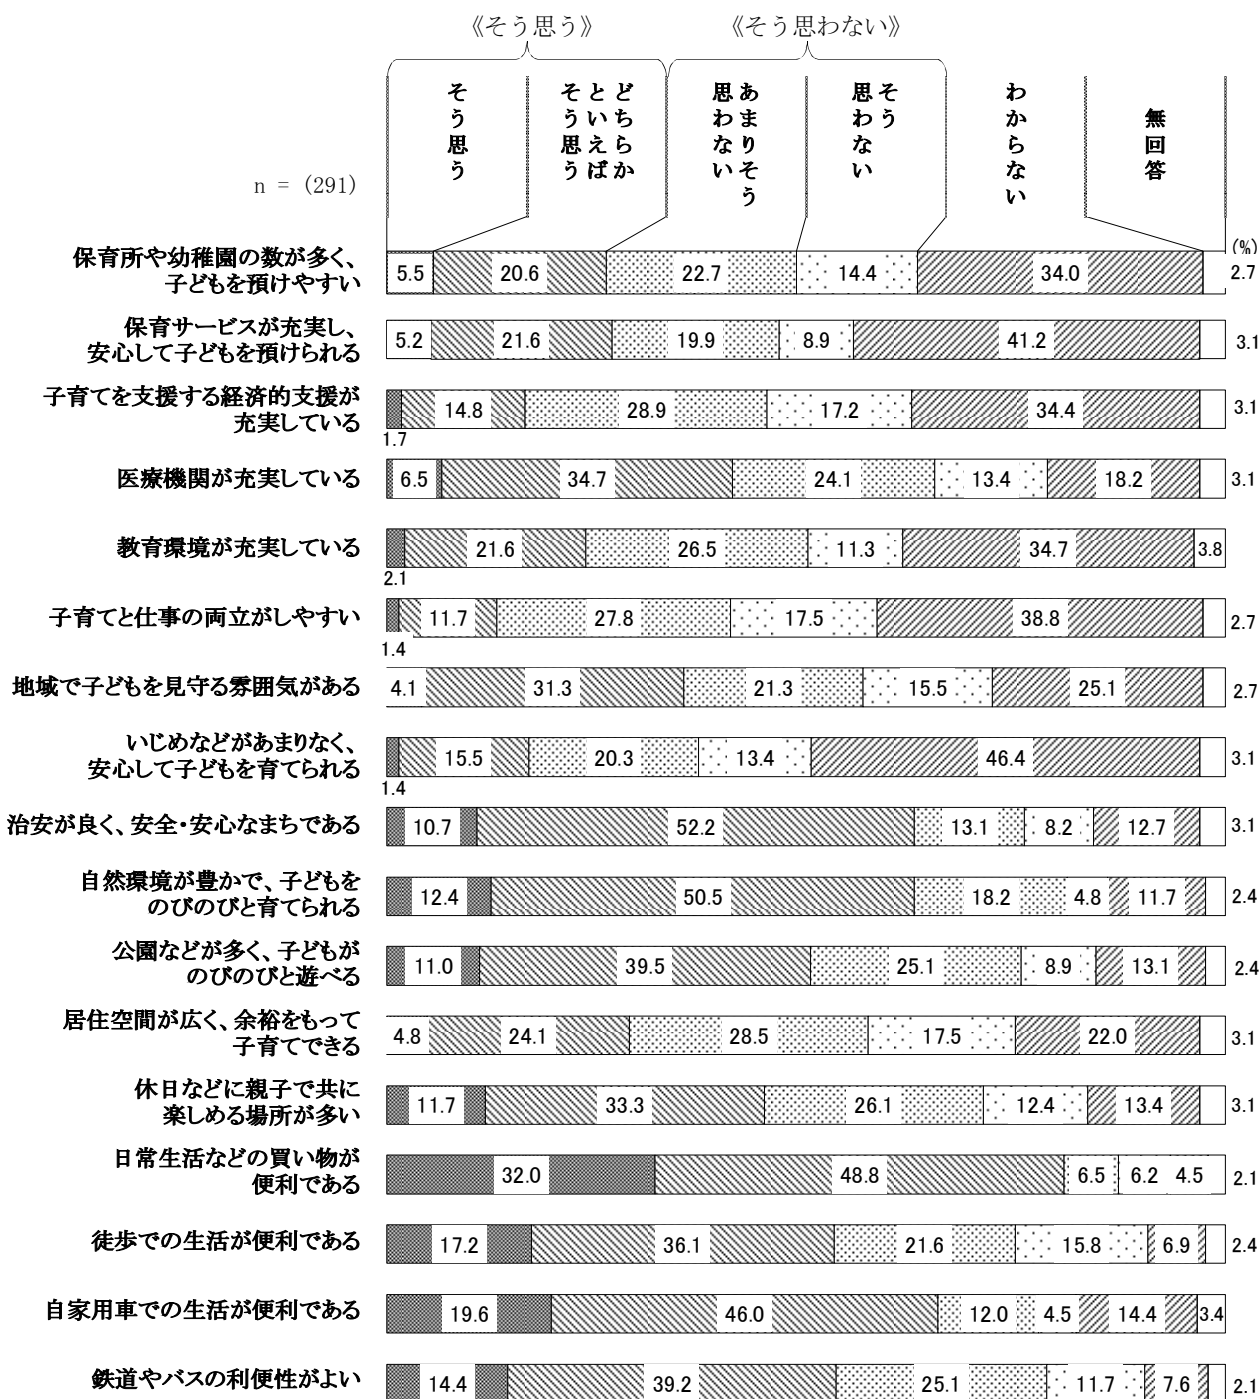 《そう思う》
《そう思わない》
そう思う
どちらか
といえば
そう思う
あまりそう
思わない
そう
思わない
わからない
無回答
n = (291)
(%)
保育所や幼稚園の数が多く、
子どもを預けやすい
5.5 20.6 22.7 14.4 34.0 2.7
保育サービスが充実し、
安心して子どもを預けられる
5.2 21.6 19.9 8.9 41.2 3.1
子育てを支援する経済的支援が
充実している
1.7 14.8 28.9 17.2 34.4 3.1
医療機関が充実している
6.5 34.7 24.1 13.4 18.2 3.1
教育環境が充実している
2.1 21.6 26.5 11.3 34.7 3.8
子育てと仕事の両立がしやすい
1.4 11.7 27.8 17.5 38.8 2.7
地域で子どもを見守る雰囲気がある
4.1 31.3 21.3 15.5 25.1 2.7
いじめなどがあまりなく、
安心して子どもを育てられる
1.4 15.5 20.3 13.4 46.4 3.1
治安が良く、安全・安心なまちである
10.7 52.2 13.1 8.2 12.7 3.1
自然環境が豊かで、子どもを
のびのびと育てられる
12.4 50.5 18.2 4.8 11.7 2.4
公園などが多く、子どもが
のびのびと遊べる
11.0 39.5 25.1 8.9 13.1 2.4
居住空間が広く、余裕をもって
子育てできる
4.8 24.1 28.5 17.5 22.0 3.1
休日などに親子で共に
楽しめる場所が多い
11.7 33.3 26.1 12.4 13.4 3.1
日常生活などの買い物が
便利である
32.0 48.8 6.5 6.2 4.5 2.1
徒歩での生活が便利である
17.2 36.1 21.6 15.8 6.9 2.4
自家用車での生活が便利である
19.6 46.0 12.0 4.5 14.4 3.4
鉄道やバスの利便性がよい
14.4 39.2 25.1 11.7 7.6 2.1